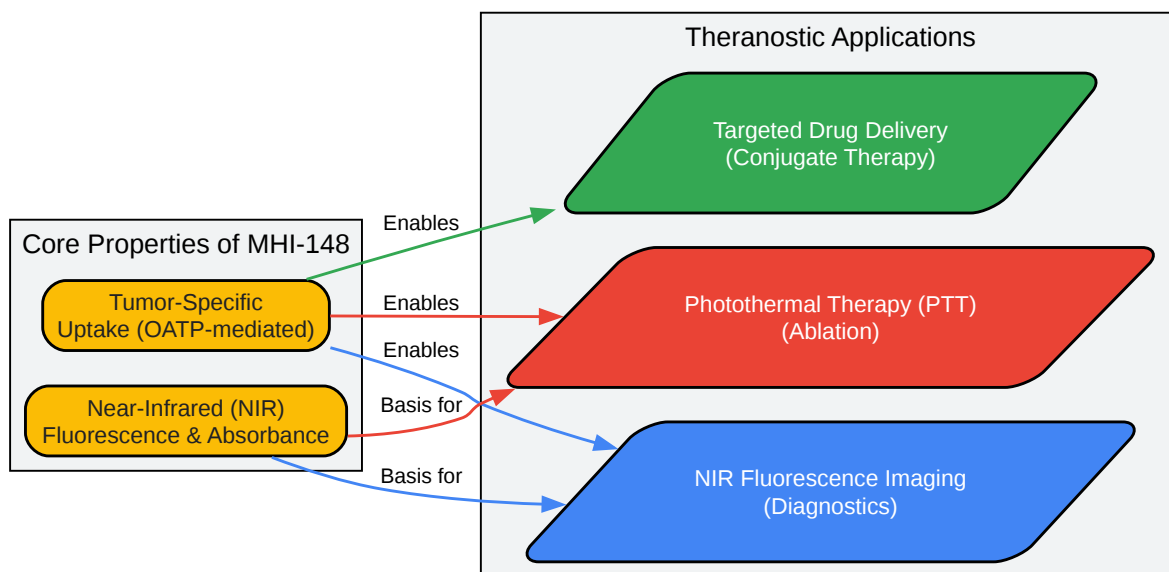 Theranostic Applications
Targeted Drug Delivery
(Conjugate Therapy)
Enables
Core Properties of MHI-148
Tumor-Specific
Uptake (OATP-mediated)
Enables
Photothermal Therapy (PTT)
(Ablation)
Enables
Near-Infrared (NIR)
Fluorescence & Absorbance
Basis for
Basis for
NIR Fluorescence Imaging
(Diagnostics)